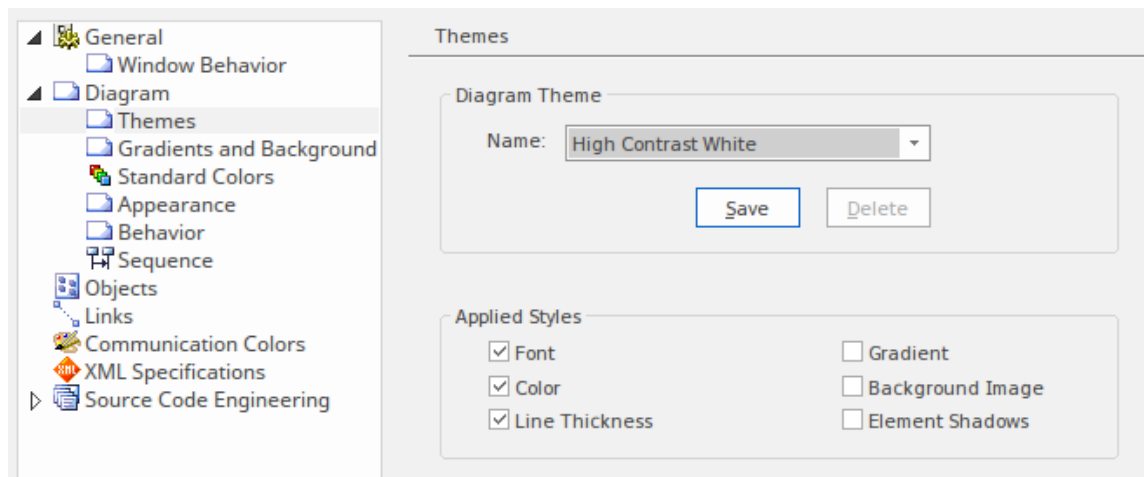 General
Window Behavior
Diagram
Themes
Gradients and Background
Standard Colors
Appearance
Behavior
Sequence
Objects
Links
Communication Colors
XML Specifications
Source Code Engineering
Themes
Diagram Theme
Name: High Contrast White
Save Delete
Applied Styles
Font Gradient
Color Background Image
Line Thickness Element Shadows